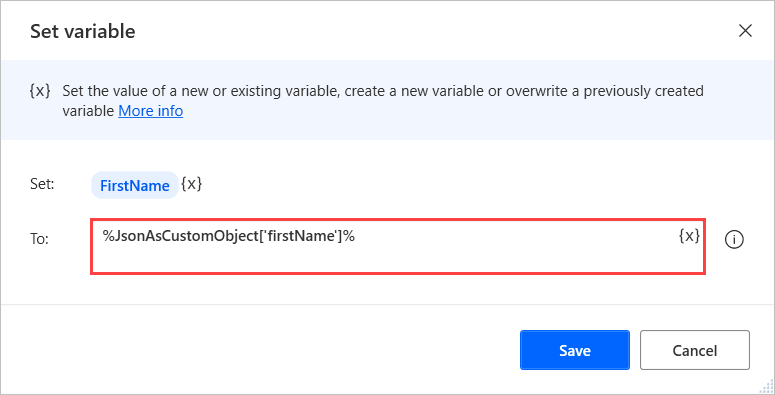 Set variable
{x} Set the value of a new or existing variable, create a new variable or overwrite a previously created
variable More info
Set: FirstName {x}
To: %JsonAsCustomObject['firstName']% {x}
Save Cancel